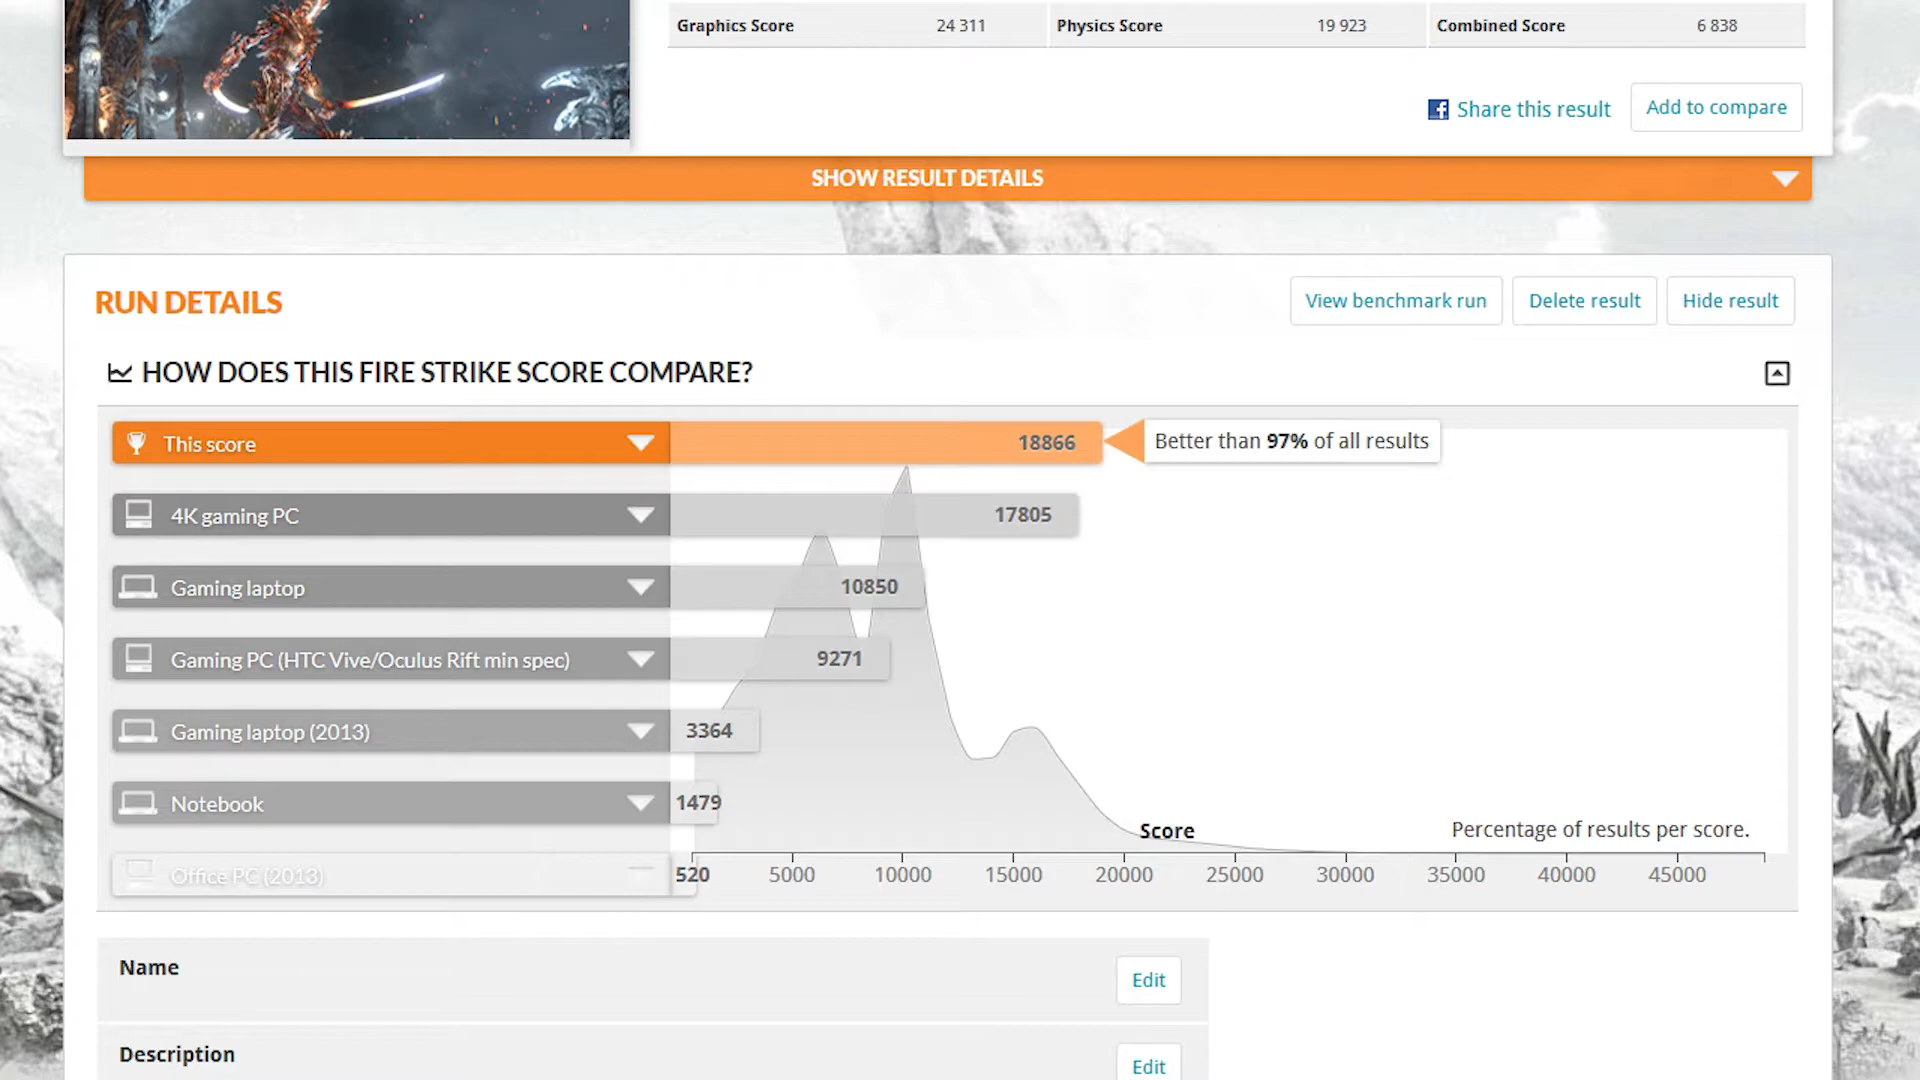 Graphics Score 24 311 Physics Score 19 923 Combined Score 6 838
Share this result Add to compare
SHOW RESULT DETAILS
RUN DETAILS View benchmark run Delete result Hide result
HOW DOES THIS FIRE STRIKE SCORE COMPARE?
This score 18866 Better than 97% of all results
4K gaming PC 17805
Gaming laptop 10850
Gaming PC (HTC Vive/Oculus Rift min spec) 9271
Gaming laptop (2013) 3364
Notebook 1479
Score Percentage of results per score.
Office PC (2013) 520 5000 10000 15000 20000 25000 30000 35000 40000 45000
Name Edit
Description Edit